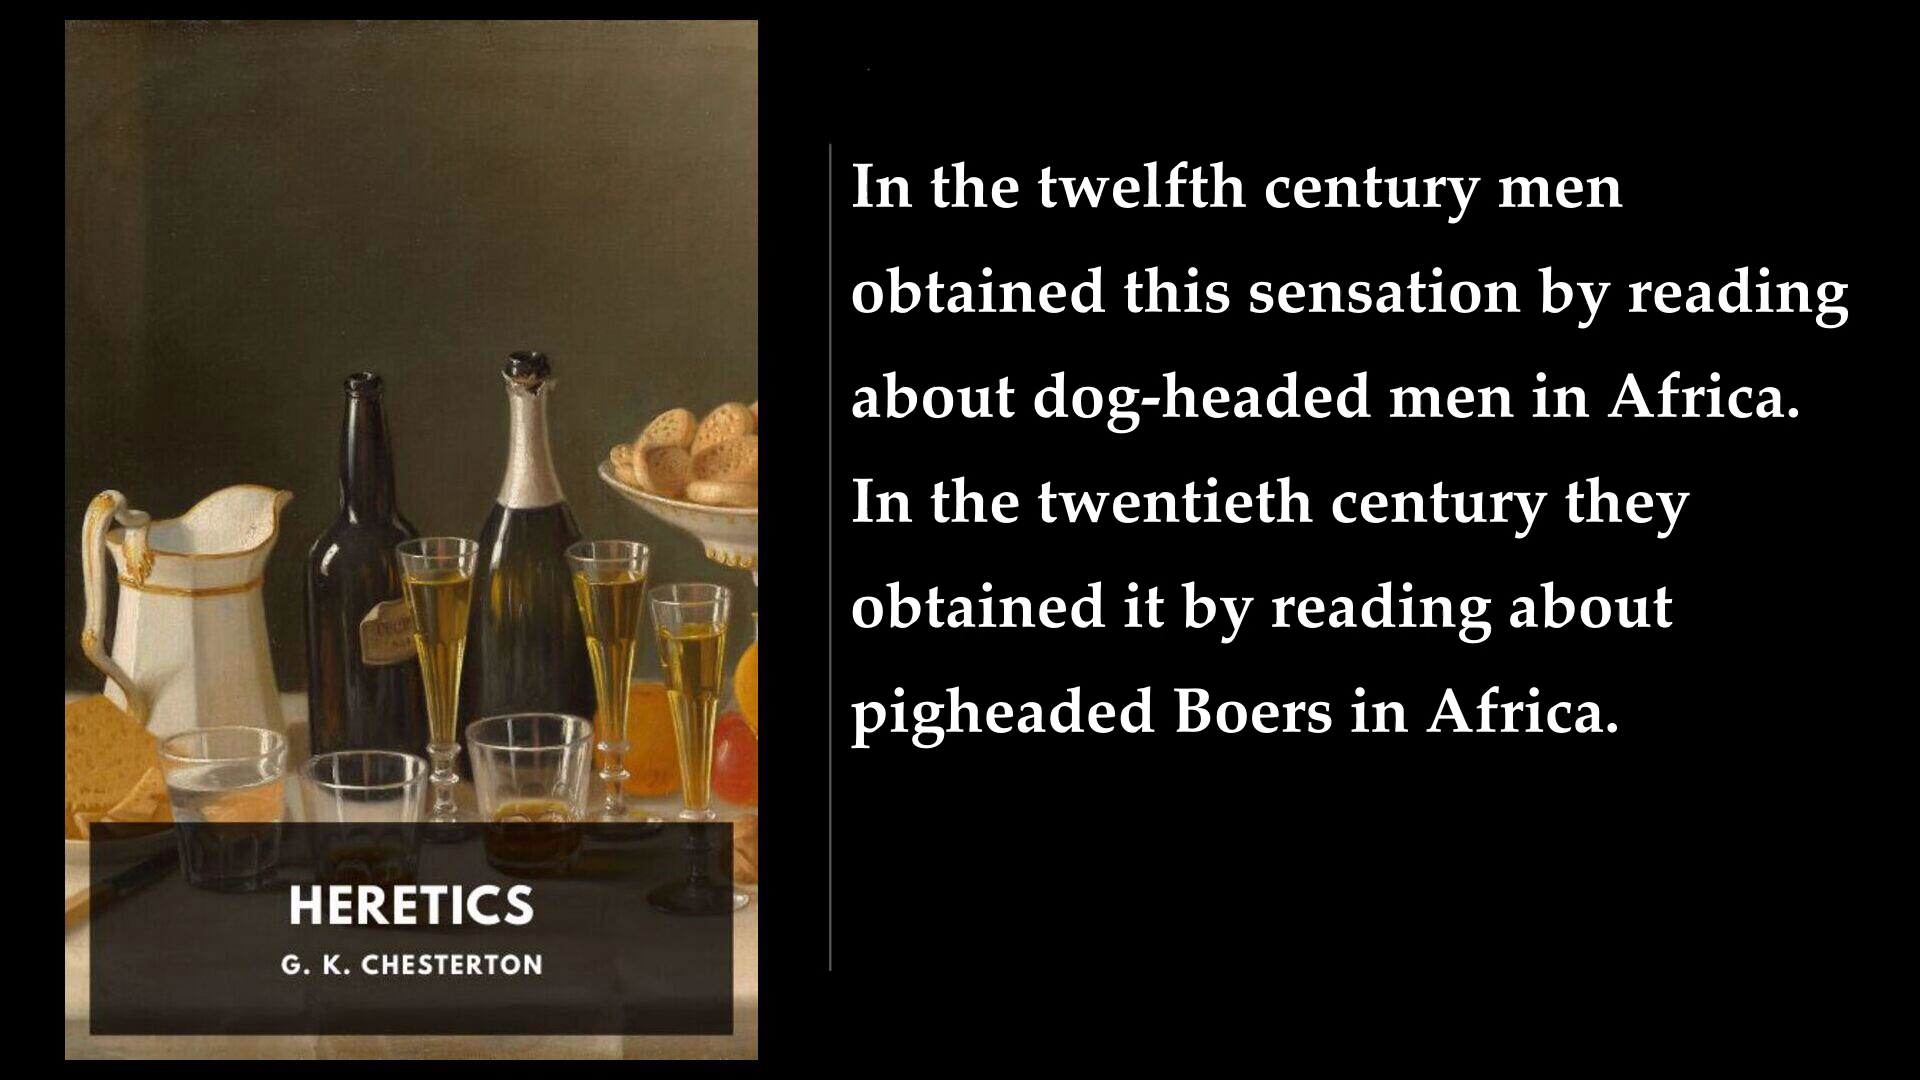 In the twelfth century men
obtained this sensation by reading
about dog-headed men in Africa.
In the twentieth century they
obtained it by reading about
pigheaded Boers in Africa.
HERETICS
G. K. CHESTERTON